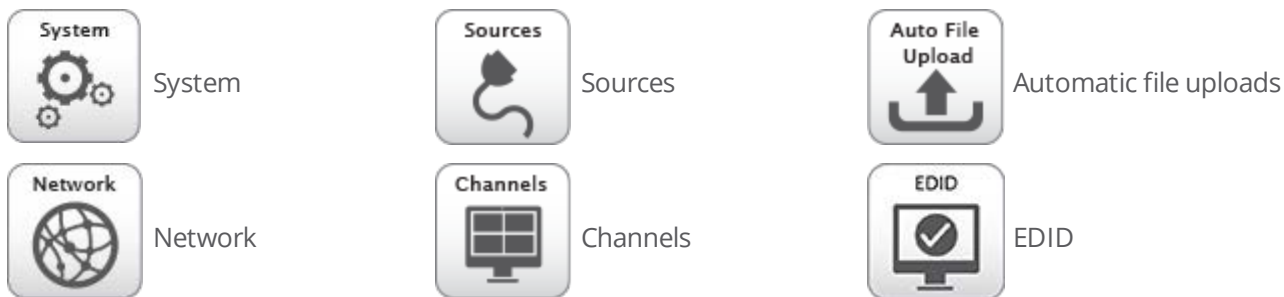 System
System
Sources
Sources
Auto File
Upload
Automatic file uploads
Network
Network
Channels
Channels
EDID
EDID